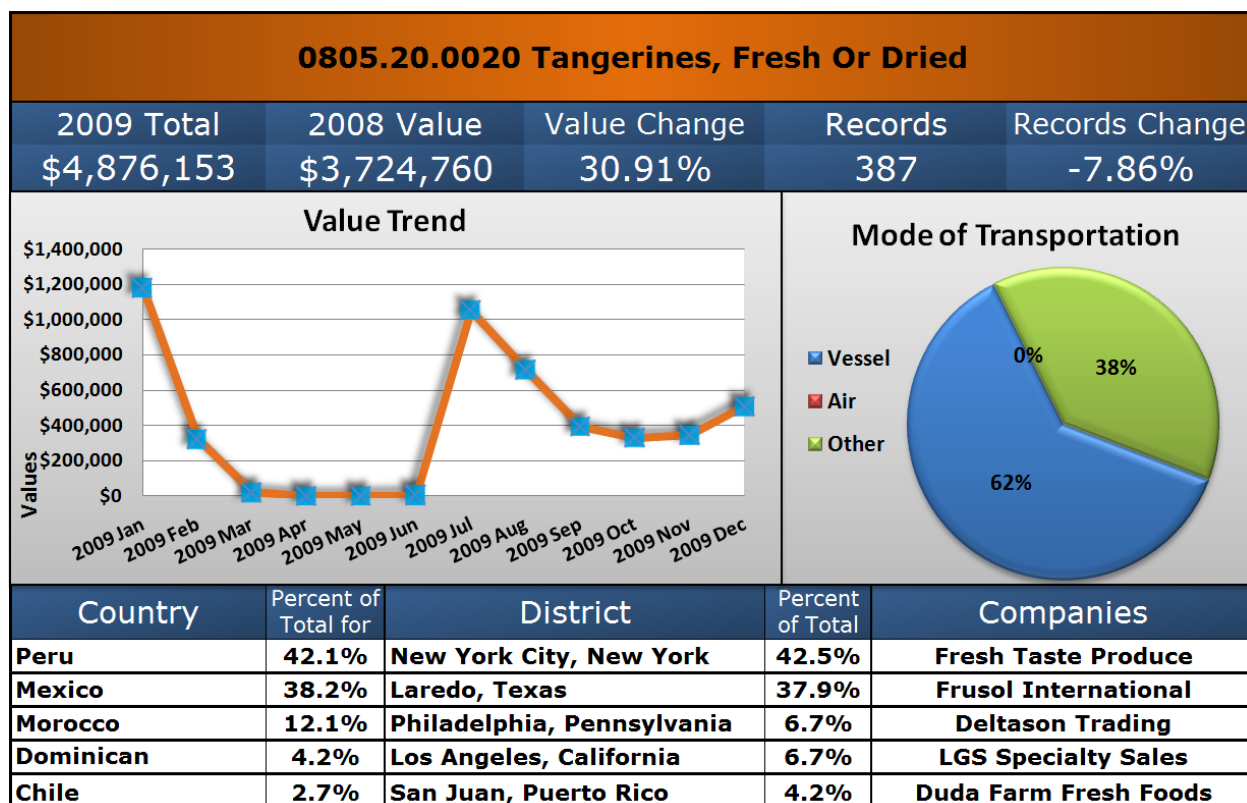 0805.20.0020 Tangerines, Fresh Or Dried
2009 Total 2008 Value Value Change Records Records Change
$4,876,153 $3,724,760 30.91% 387 -7.86%
Value Trend
$1,400,000
$1,200,000
$1,000,000
$800,000
$600,000
$400,000
$200,000
$0
Values
2009 Jan
2009 Feb
2009 Mar
2009 Apr
2009 May
2009 Jun
2009 Jul
2009 Aug
2009 Sep
2009 Oct
2009 Nov
2009 Dec
Mode of Transportation
Vessel
Air
Other
0%
38%
62%
Country Percent of Total for District Percent of Total Companies
Peru 42.1% New York City, New York 42.5% Fresh Taste Produce
Mexico 38.2% Laredo, Texas 37.9% Frusol International
Morocco 12.1% Philadelphia, Pennsylvania 6.7% Deltason Trading
Dominican 4.2% Los Angeles, California 6.7% LGS Specialty Sales
Chile 2.7% San Juan, Puerto Rico 4.2% Duda Farm Fresh Foods